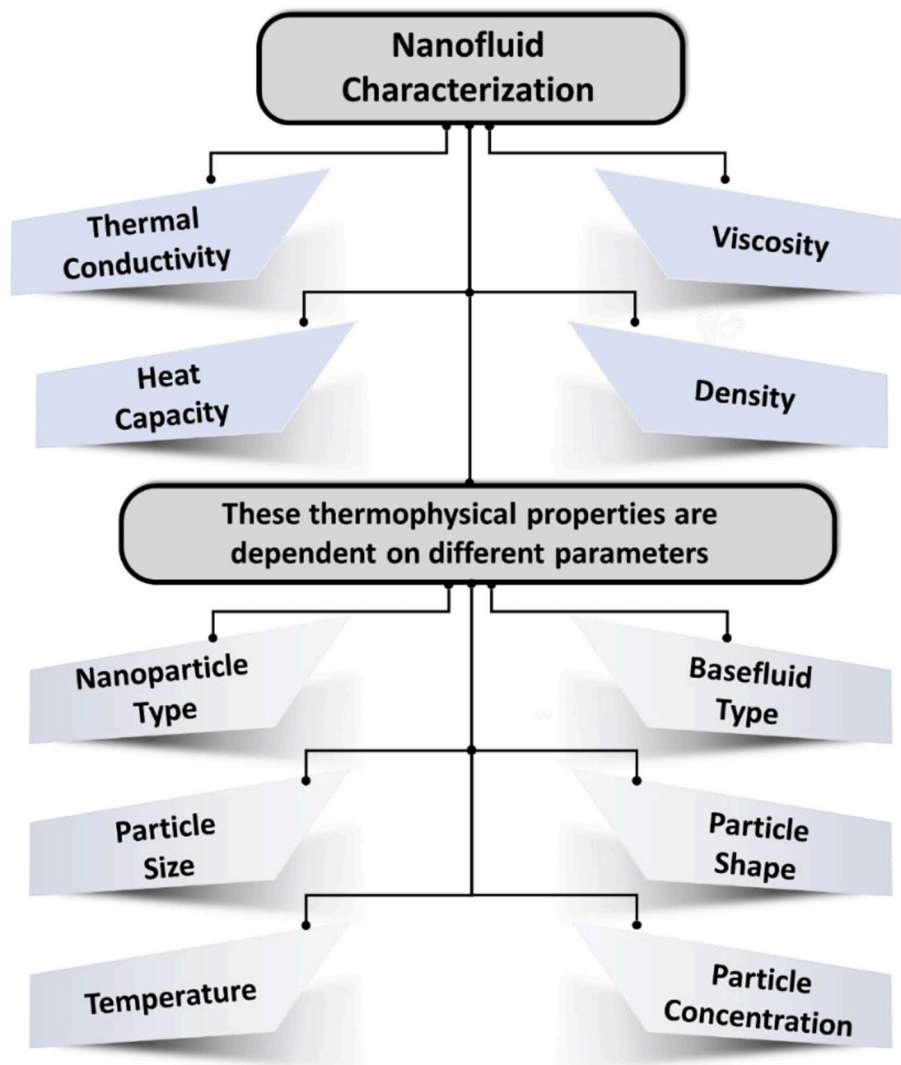 Nanofluid
Characterization
Thermal
Conductivity
Viscosity
Heat
Capacity
Density
These thermophysical properties are
dependent on different parameters
Nanoparticle
Type
Basefluid
Type
Particle
Size
Particle
Shape
Temperature
Particle
Concentration